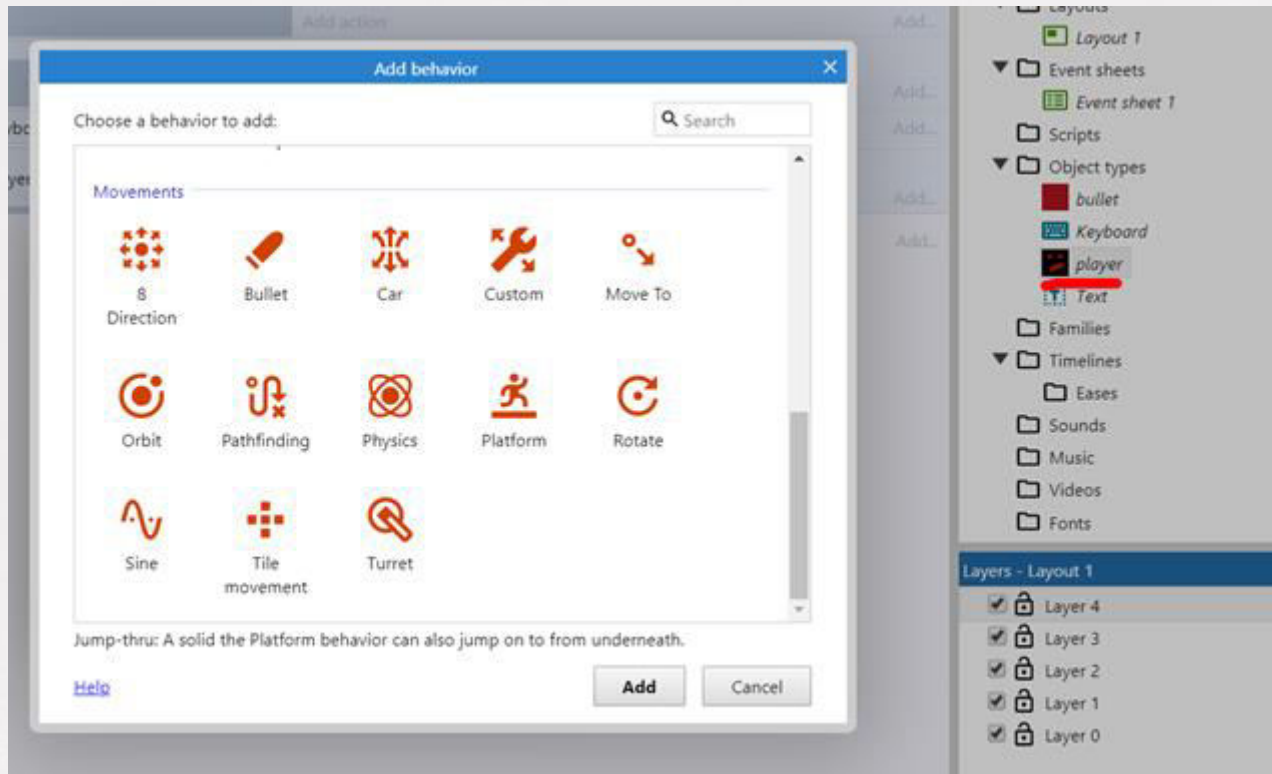 Add action
Add...
Add behavior
Add...
Choose a behavior to add:
Search
Add...
Movements
Add...
Add...
8
Direction
Bullet
Car
Custom
Move To
Orbit
Pathfinding
Physics
Platform
Rotate
Sine
Tile
movement
Turret
Jump-thru: A solid the Platform behavior can also jump on to from underneath.
Help
Add
Cancel
Layouts
Layout 1
Event sheets
Event sheet 1
Scripts
Object types
bullet
Keyboard
player
Text
Families
Timelines
Eases
Sounds
Music
Videos
Fonts
Layers - Layout 1
Layer 4
Layer 3
Layer 2
Layer 1
Layer 0